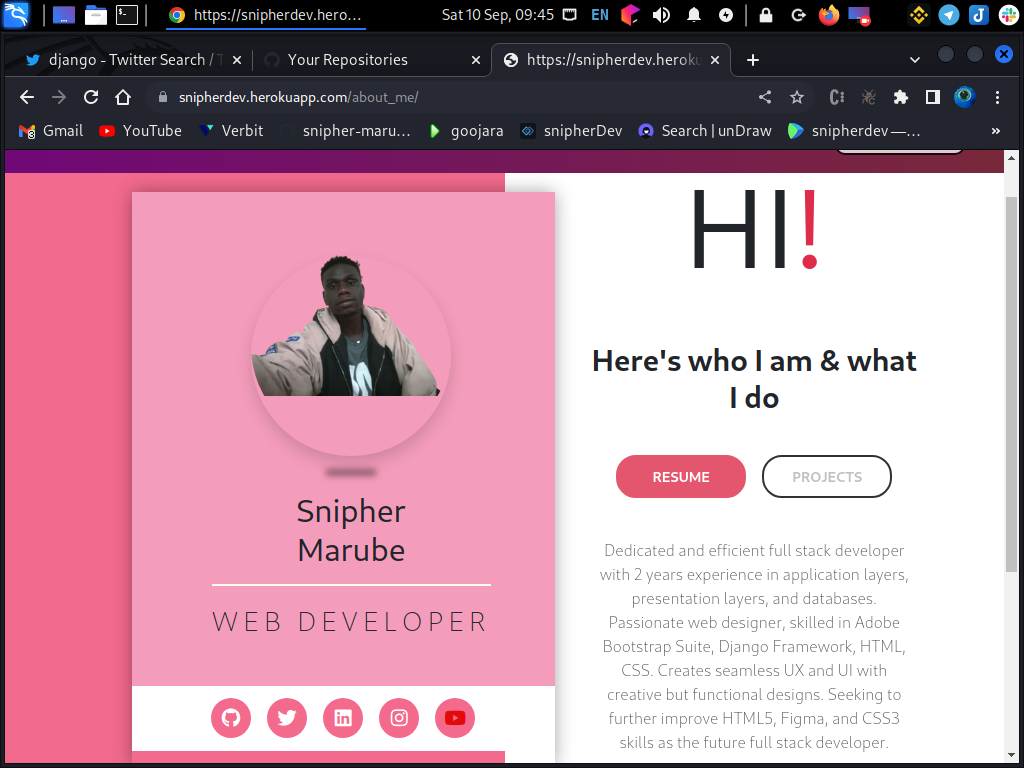 https://snipherdev.hero...
Sat 10 Sep, 09:45
EN
django - Twitter Search / T
Your Repositories
https://snipherdev.heroku
snipherdev.herokuapp.com/about_me/
Gmail
YouTube
Verbit
snipher-maru...
goojara
snipherDev
Search | unDraw
snipherdev —...
»
HI!
Here's who I am & what
I do
RESUME
PROJECTS
Snipher
Marube
WEB DEVELOPER
Dedicated and efficient full stack developer
with 2 years experience in application layers,
presentation layers, and databases.
Passionate web designer, skilled in Adobe
Bootstrap Suite, Django Framework, HTML,
CSS. Creates seamless UX and UI with
creative but functional designs. Seeking to
further improve HTML5, Figma, and CSS3
skills as the future full stack developer.